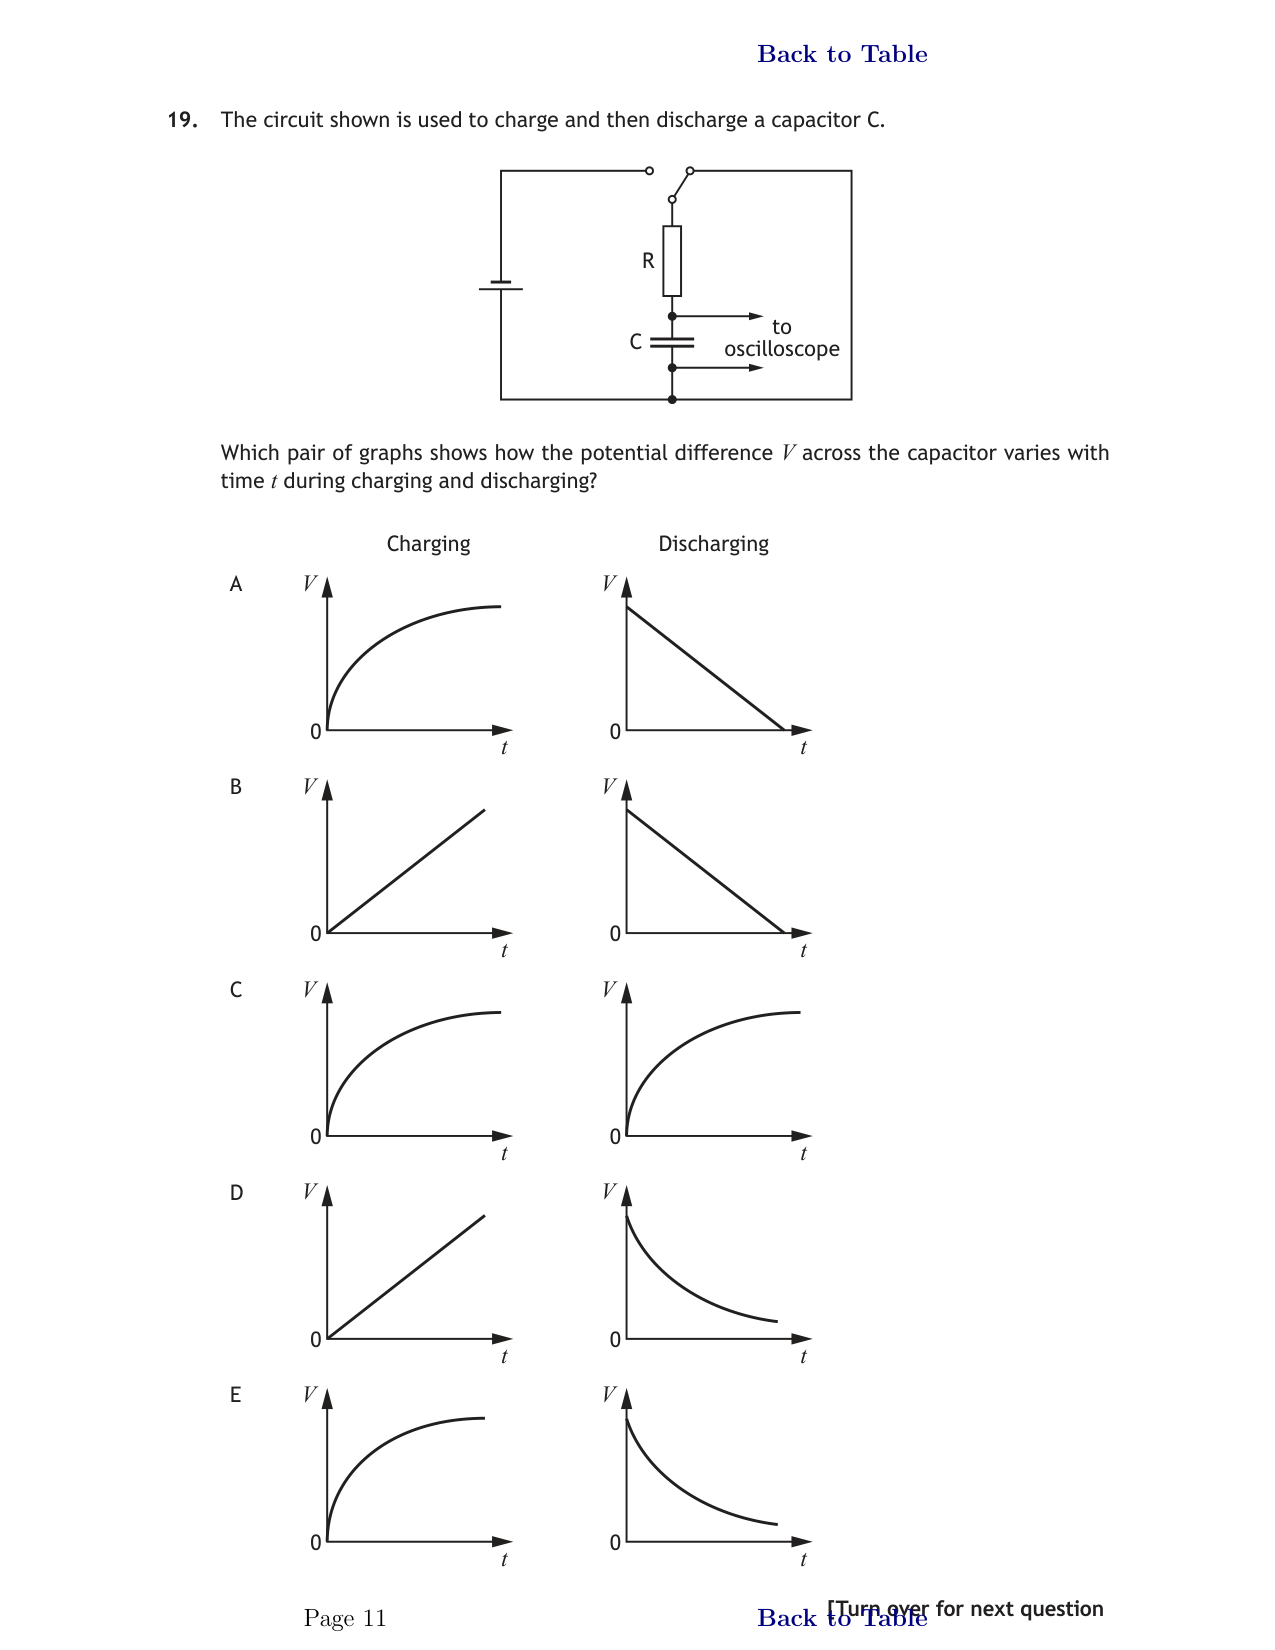 Back to Table
19. The circuit shown is used to charge and then discharge a capacitor C.
R
to
C
oscilloscope
Which pair of graphs shows how the potential difference V across the capacitor varies with
time t during charging and discharging?
Charging Discharging
A V V
0 0
t t
B V V
0 0
t t
C V V
0 0
t t
D V V
0 0
t t
E V V
0 0
t t
[Turn over for next question
Page 11 Back to Table